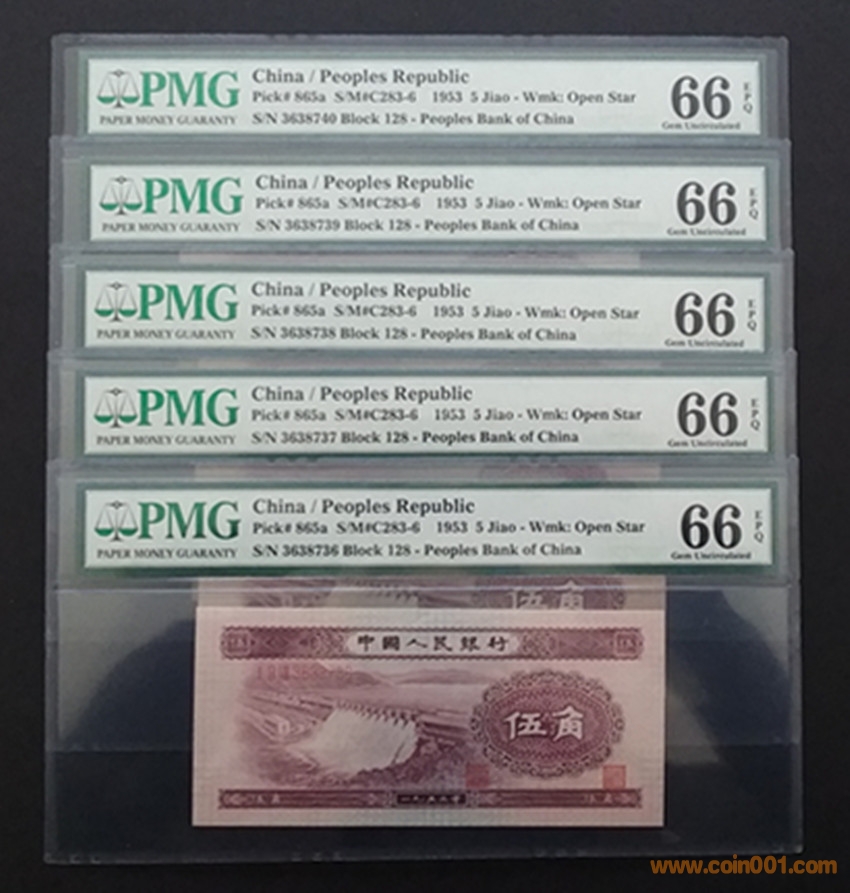 PMG
PAPER MONEY GUARANTY
China / Peoples Republic
Pick# 865a S/M#C283-6 1953 5 Jiao - Wmk: Open Star
S/N 3638740 Block 128 - Peoples Bank of China
66
EPQ
Gem Uncirculated
PMG
PAPER MONEY GUARANTY
China / Peoples Republic
Pick# 865a S/M#C283-6 1953 5 Jiao - Wmk: Open Star
S/N 3638739 Block 128 - Peoples Bank of China
66
EPQ
Gem Uncirculated
PMG
PAPER MONEY GUARANTY
China / Peoples Republic
Pick# 865a S/M#C283-6 1953 5 Jiao - Wmk: Open Star
S/N 3638738 Block 128 - Peoples Bank of China
66
EPQ
Gem Uncirculated
PMG
PAPER MONEY GUARANTY
China / Peoples Republic
Pick# 865a S/M#C283-6 1953 5 Jiao - Wmk: Open Star
S/N 3638737 Block 128 - Peoples Bank of China
66
EPQ
Gem Uncirculated
PMG
PAPER MONEY GUARANTY
China / Peoples Republic
Pick# 865a S/M#C283-6 1953 5 Jiao - Wmk: Open Star
S/N 3638736 Block 128 - Peoples Bank of China
66
EPQ
Gem Uncirculated
伍角
中國人民銀行
伍角
一九五三年
www.coin001.com